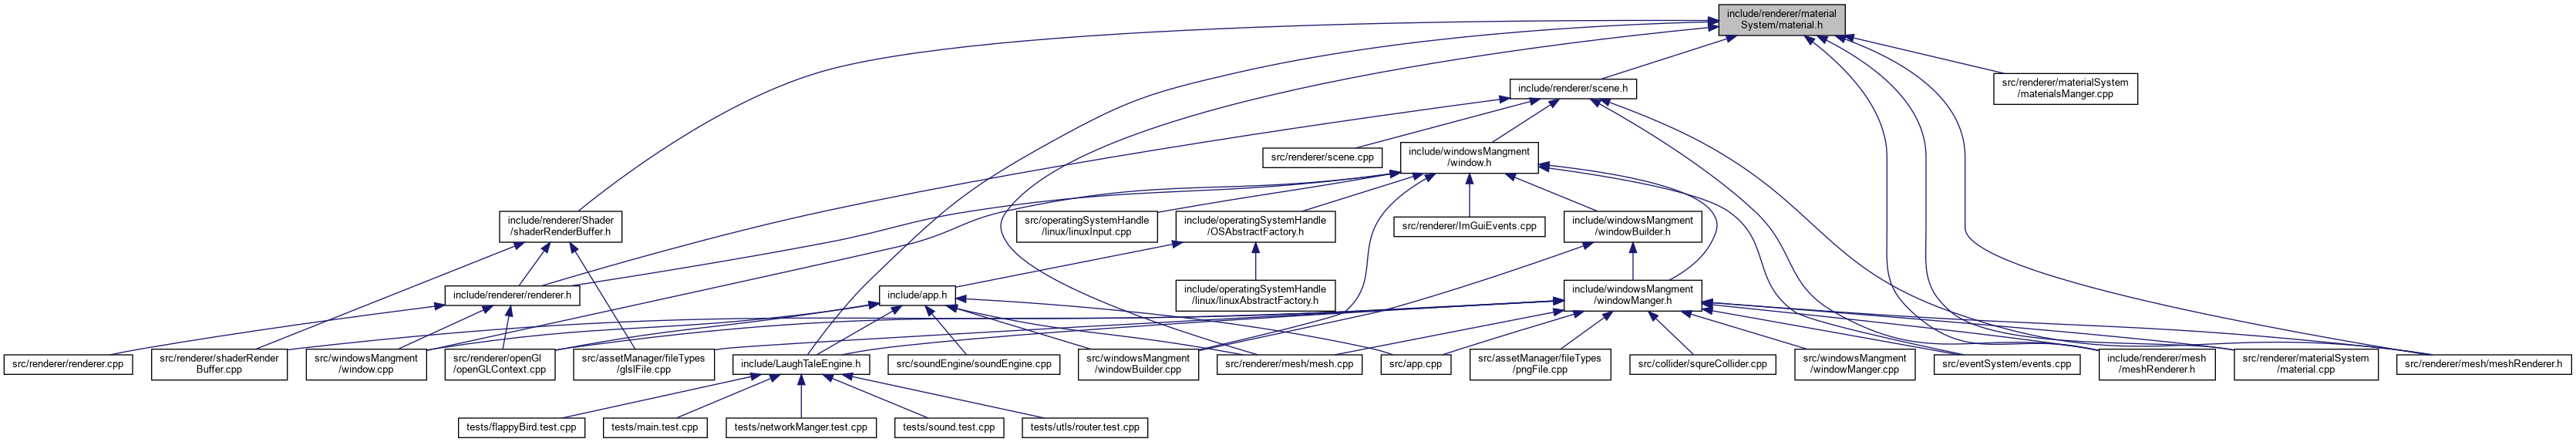 include/renderer/material
System/material.h
src/renderer/materialSystem
/materialsManger.cpp
include/renderer/scene.h
src/renderer/scene.cpp
include/windowsMangment
/window.h
include/renderer/Shader
/shaderRenderBuffer.h
src/operatingSystemHandle
/linux/linuxInput.cpp
include/operatingSystemHandle
/OSAbstractFactory.h
src/renderer/ImGuiEvents.cpp
include/windowsMangment
/windowBuilder.h
include/renderer/renderer.h
include/app.h
include/operatingSystemHandle
/linux/linuxAbstractFactory.h
include/windowsMangment
/windowManger.h
src/renderer/renderer.cpp
src/renderer/shaderRender
Buffer.cpp
src/windowsMangment
/window.cpp
src/renderer/openGl
/openGLContext.cpp
src/assetManager/fileTypes
/glslFile.cpp
include/LaughTaleEngine.h
src/soundEngine/soundEngine.cpp
src/windowsMangment
/windowBuilder.cpp
src/renderer/mesh/mesh.cpp
src/app.cpp
src/assetManager/fileTypes
/pngFile.cpp
src/collider/squreCollider.cpp
src/windowsMangment
/windowManger.cpp
src/eventSystem/events.cpp
include/renderer/mesh
/meshRenderer.h
src/renderer/materialSystem
/material.cpp
src/renderer/mesh/meshRenderer.h
tests/flappyBird.test.cpp
tests/main.test.cpp
tests/networkManger.test.cpp
tests/sound.test.cpp
tests/utls/router.test.cpp